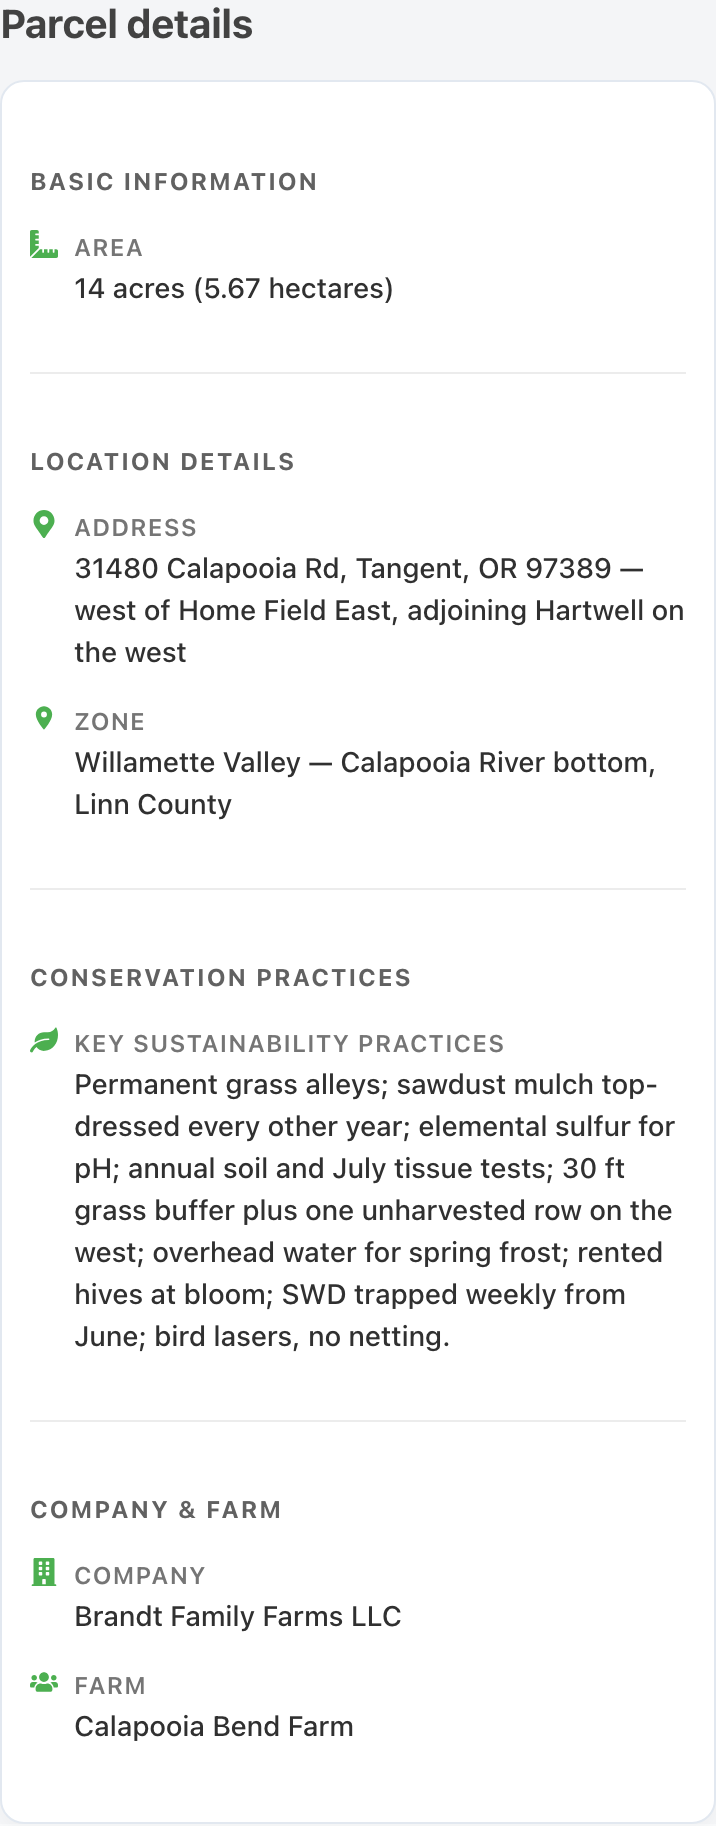 Parcel details
BASIC INFORMATION
AREA
14 acres (5.67 hectares)
LOCATION DETAILS
ADDRESS
31480 Calapooia Rd, Tangent, OR 97389 —
west of Home Field East, adjoining Hartwell on
the west
ZONE
Willamette Valley — Calapooia River bottom,
Linn County
CONSERVATION PRACTICES
KEY SUSTAINABILITY PRACTICES
Permanent grass alleys; sawdust mulch top-
dressed every other year; elemental sulfur for
pH; annual soil and July tissue tests; 30 ft
grass buffer plus one unharvested row on the
west; overhead water for spring frost; rented
hives at bloom; SWD trapped weekly from
June; bird lasers, no netting.
COMPANY & FARM
COMPANY
Brandt Family Farms LLC
FARM
Calapooia Bend Farm